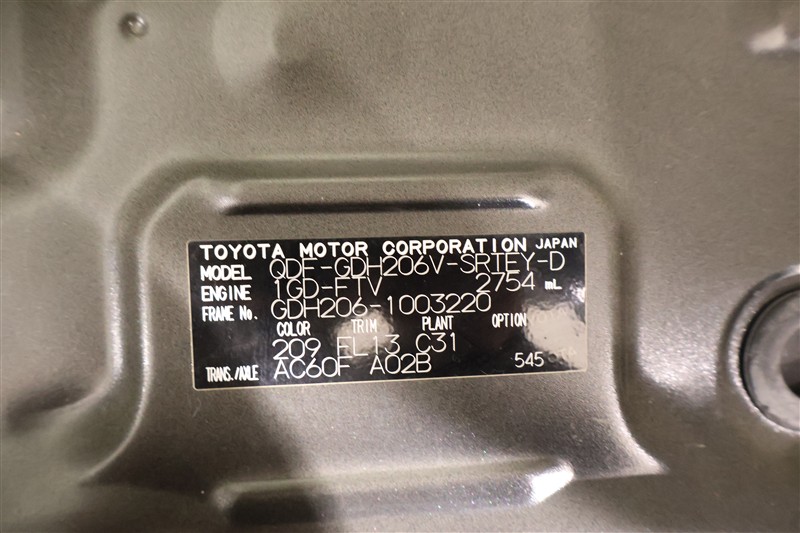 TOYOTA MOTOR CORPORATION JAPAN
MODEL QDF-GDH206V-SRTEY-D
ENGINE 1GD-FTV 2754 mL
FRAME No. GDH206-1003220
COLOR TRIM PLANT OPTION
209 FL13 C31
TRANS./AXLE AC60F A02B 545